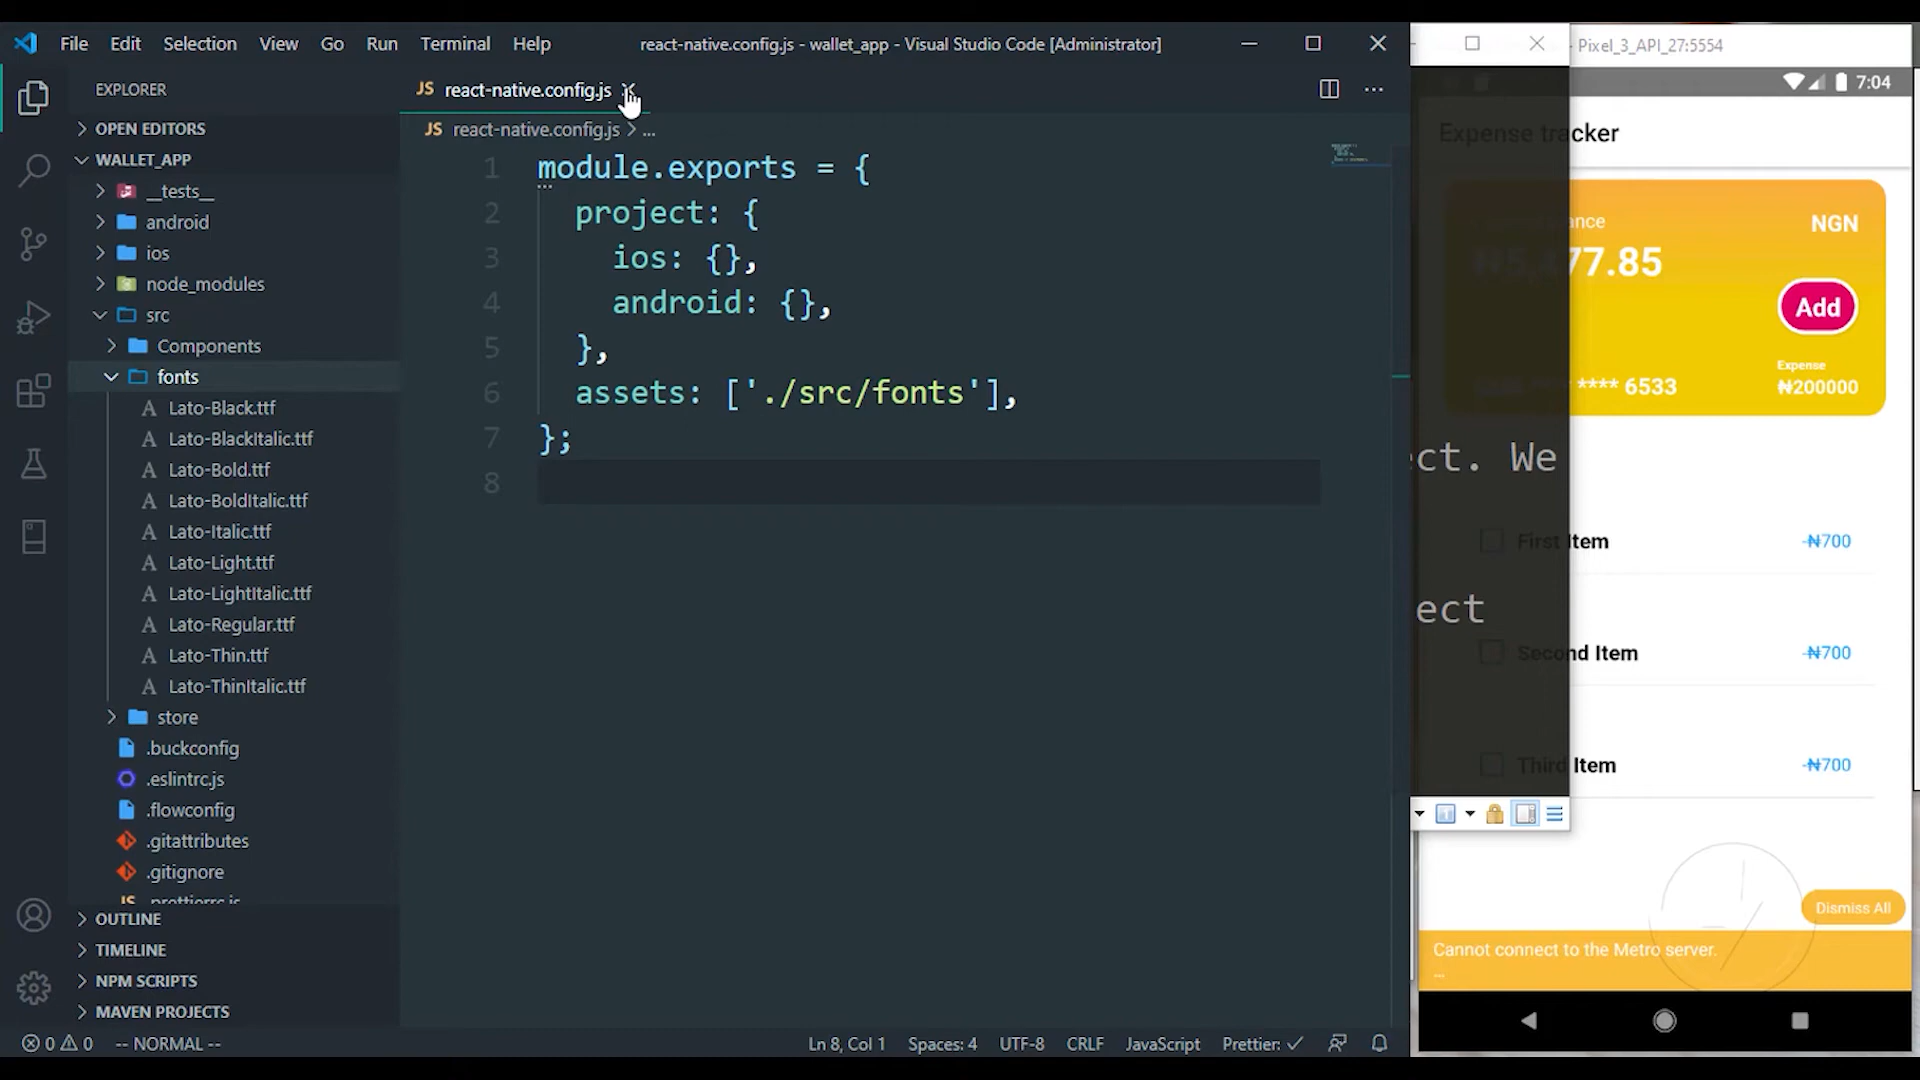 File Edit Selection View Go Run Terminal Help
react-native.config.js - wallet_app - Visual Studio Code [Administrator]
EXPLORER
OPEN EDITORS
WALLET_APP
__tests__
android
ios
node_modules
src
Components
fonts
Lato-Black.ttf
Lato-BlackItalic.ttf
Lato-Bold.ttf
Lato-BoldItalic.ttf
Lato-Italic.ttf
Lato-Light.ttf
Lato-LightItalic.ttf
Lato-Regular.ttf
Lato-Thin.ttf
Lato-ThinItalic.ttf
store
.buckconfig
.eslintrc.js
.flowconfig
.gitattributes
.gitignore
JS .prettierrc.js
OUTLINE
TIMELINE
NPM SCRIPTS
MAVEN PROJECTS
JS react-native.config.js
JS react-native.config.js > ...
1 module.exports = {
2 project: {
3 ios: {},
4 android: {},
5 },
6 assets: ['./src/fonts'],
7 };
8
0 0 -- NORMAL --
Ln 8, Col 1 Spaces: 4 UTF-8 CRLF JavaScript Prettier: ✓
ct. We
ect
- Pixel_3_API_27:5554
7:04
Expense tracker
NGN
₦5,477.85
Add
Expense
**** 6533
₦200000
First Item
-₦700
Second Item
-₦700
Third Item
-₦700
Dismiss All
Cannot connect to the Metro server.
...